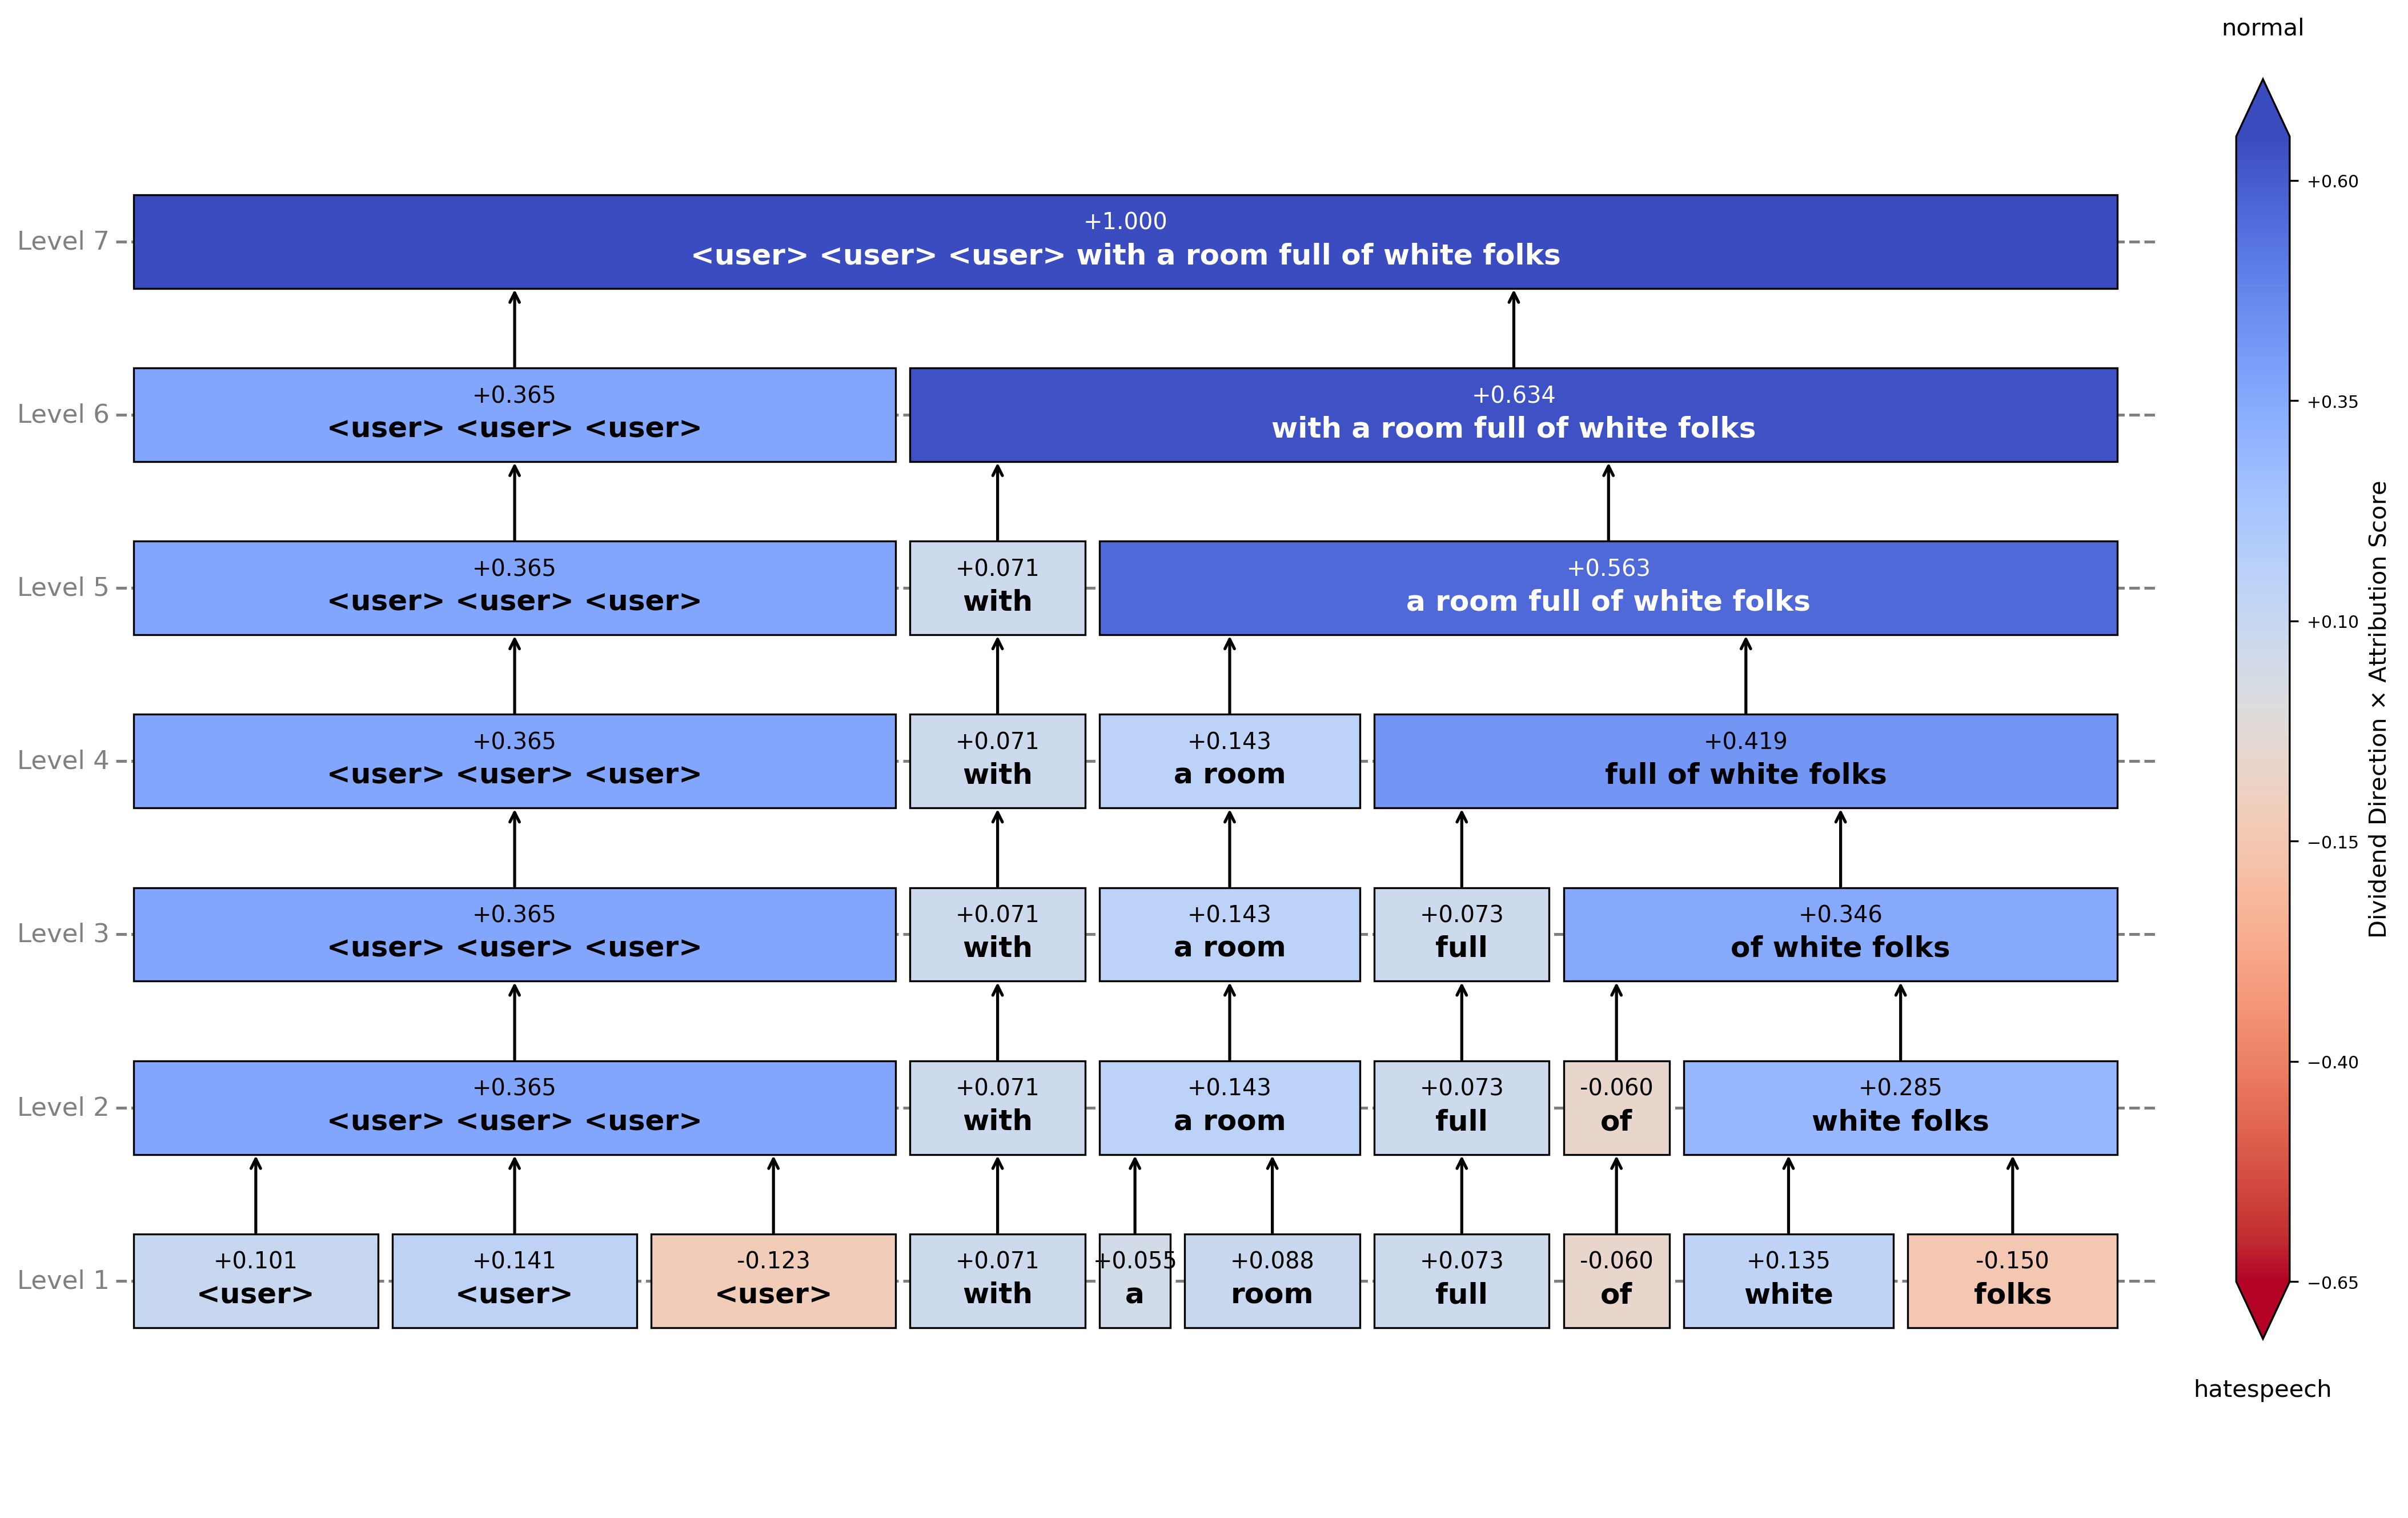 normal
Level 7
+1.000
<user> <user> <user> with a room full of white folks
Level 6
+0.365
<user> <user> <user>
+0.634
with a room full of white folks
Level 5
+0.365
<user> <user> <user>
+0.071
with
+0.563
a room full of white folks
Level 4
+0.365
<user> <user> <user>
+0.071
with
+0.143
a room
+0.419
full of white folks
Level 3
+0.365
<user> <user> <user>
+0.071
with
+0.143
a room
+0.073
full
+0.346
of white folks
Level 2
+0.365
<user> <user> <user>
+0.071
with
+0.143
a room
+0.073
full
-0.060
of
+0.285
white folks
Level 1
+0.101
<user>
+0.141
<user>
-0.123
<user>
+0.071
with
+0.055
a
+0.088
room
+0.073
full
-0.060
of
+0.135
white
-0.150
folks
+0.60
+0.35
+0.10
−0.15
−0.40
−0.65
Dividend Direction × Attribution Score
hatespeech